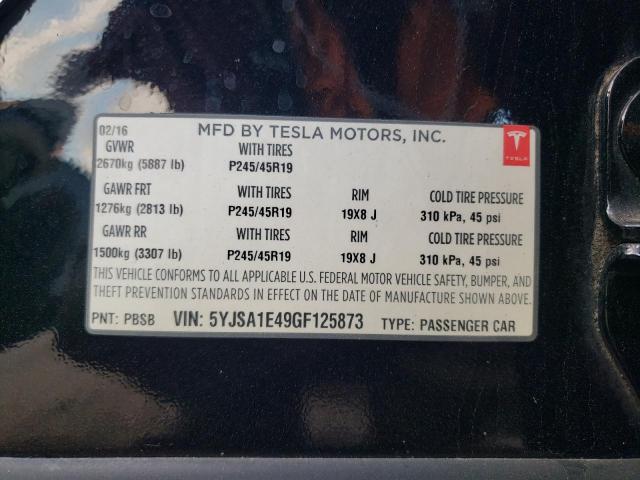 02/16 MFD BY TESLA MOTORS, INC.
GVWR WITH TIRES TESLA
2670kg (5887 lb) P245/45R19
GAWR FRT WITH TIRES RIM COLD TIRE PRESSURE
1276kg (2813 lb) P245/45R19 19X8 J 310 kPa, 45 psi
GAWR RR WITH TIRES RIM COLD TIRE PRESSURE
1500kg (3307 lb) P245/45R19 19X8 J 310 kPa, 45 psi
THIS VEHICLE CONFORMS TO ALL APPLICABLE U.S. FEDERAL MOTOR VEHICLE SAFETY, BUMPER, AND
THEFT PREVENTION STANDARDS IN EFFECT ON THE DATE OF MANUFACTURE SHOWN ABOVE.
PNT: PBSB VIN: 5YJSA1E49GF125873 TYPE: PASSENGER CAR